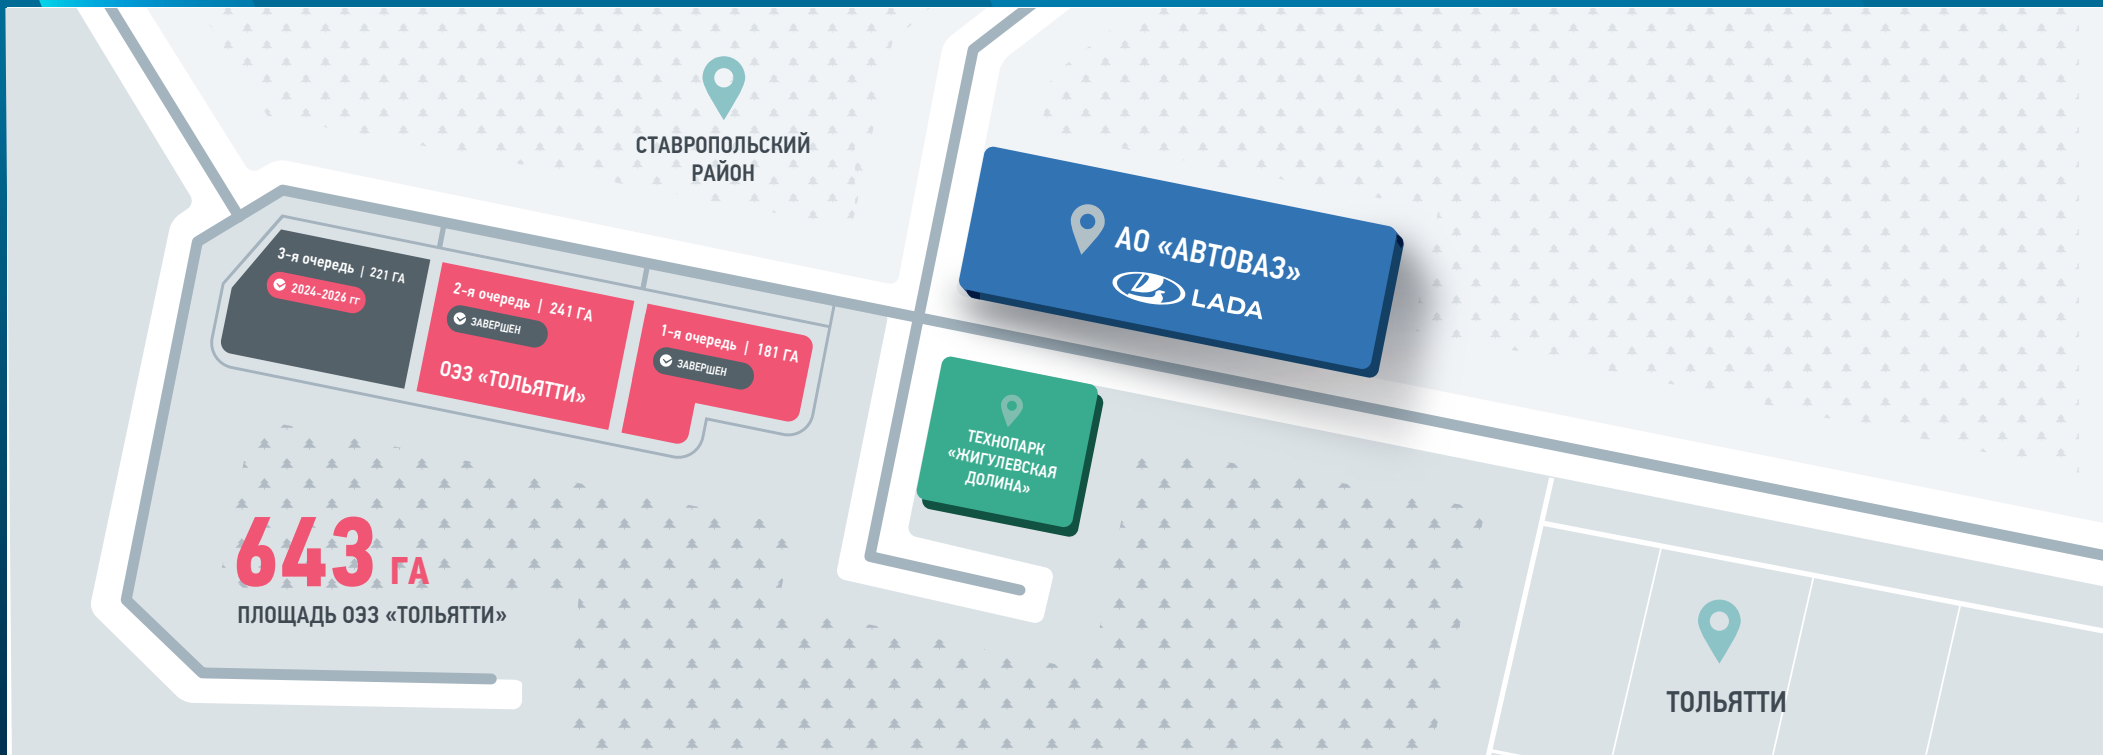 СТАВРОПОЛЬСКИЙ
РАЙОН
АО «АВТОВАЗ»
LADA
3-я очередь | 221 ГА
2024-2026 гг
2-я очередь | 241 ГА
ЗАВЕРШЕН
ОЭЗ «ТОЛЬЯТТИ»
1-я очередь | 181 ГА
ЗАВЕРШЕН
ТЕХНОПАРК
«ЖИГУЛЕВСКАЯ
ДОЛИНА»
643 ГА
ПЛОЩАДЬ ОЭЗ «ТОЛЬЯТТИ»
ТОЛЬЯТТИ